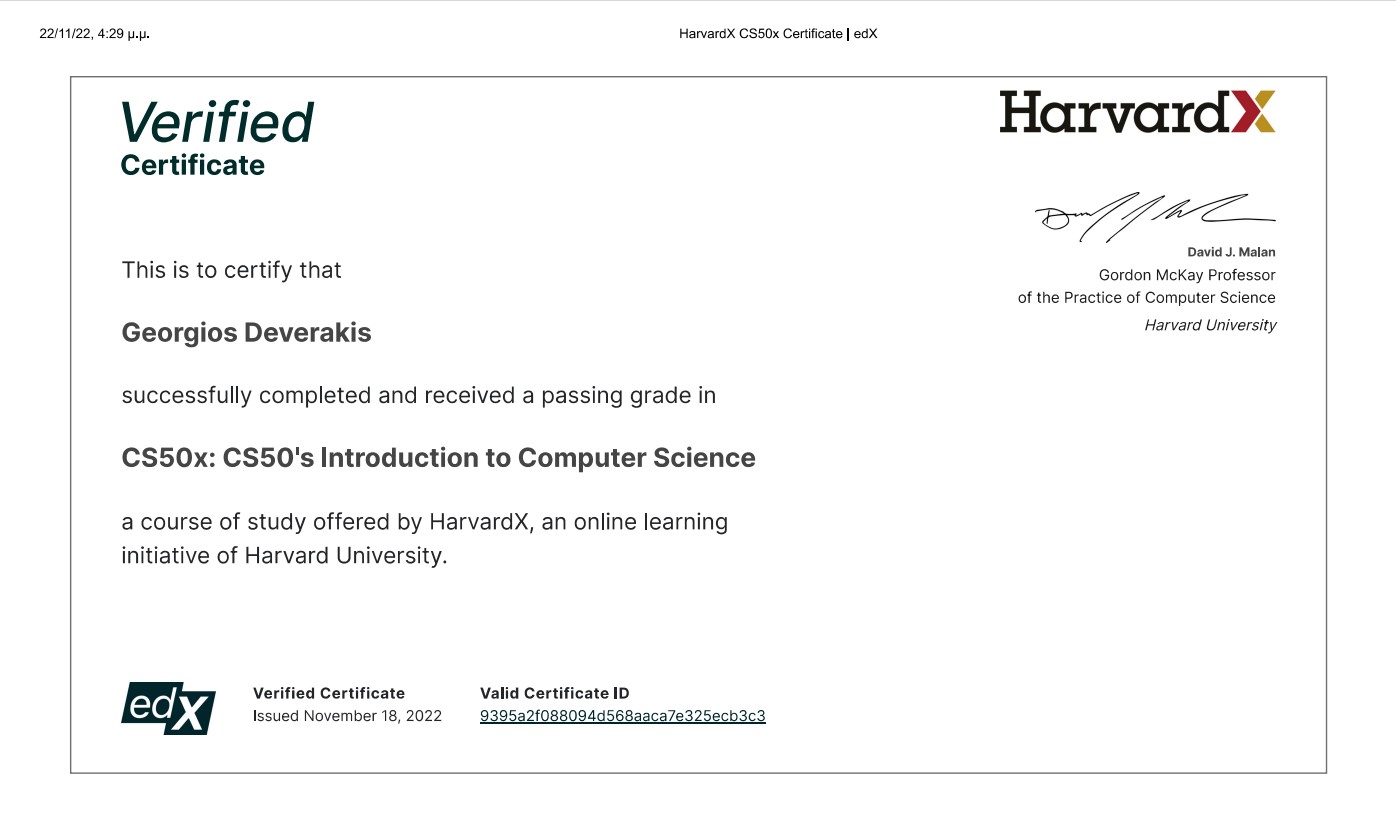 22/11/22, 4:29 μ.μ.
HarvardX CS50x Certificate | edX
Verified
Certificate
HarvardX
David J. Malan
Gordon McKay Professor
of the Practice of Computer Science
Harvard University
This is to certify that
Georgios Deverakis
successfully completed and received a passing grade in
CS50x: CS50's Introduction to Computer Science
a course of study offered by HarvardX, an online learning
initiative of Harvard University.
edX
Verified Certificate
Issued November 18, 2022
Valid Certificate ID
9395a2f088094d568aaca7e325ecb3c3